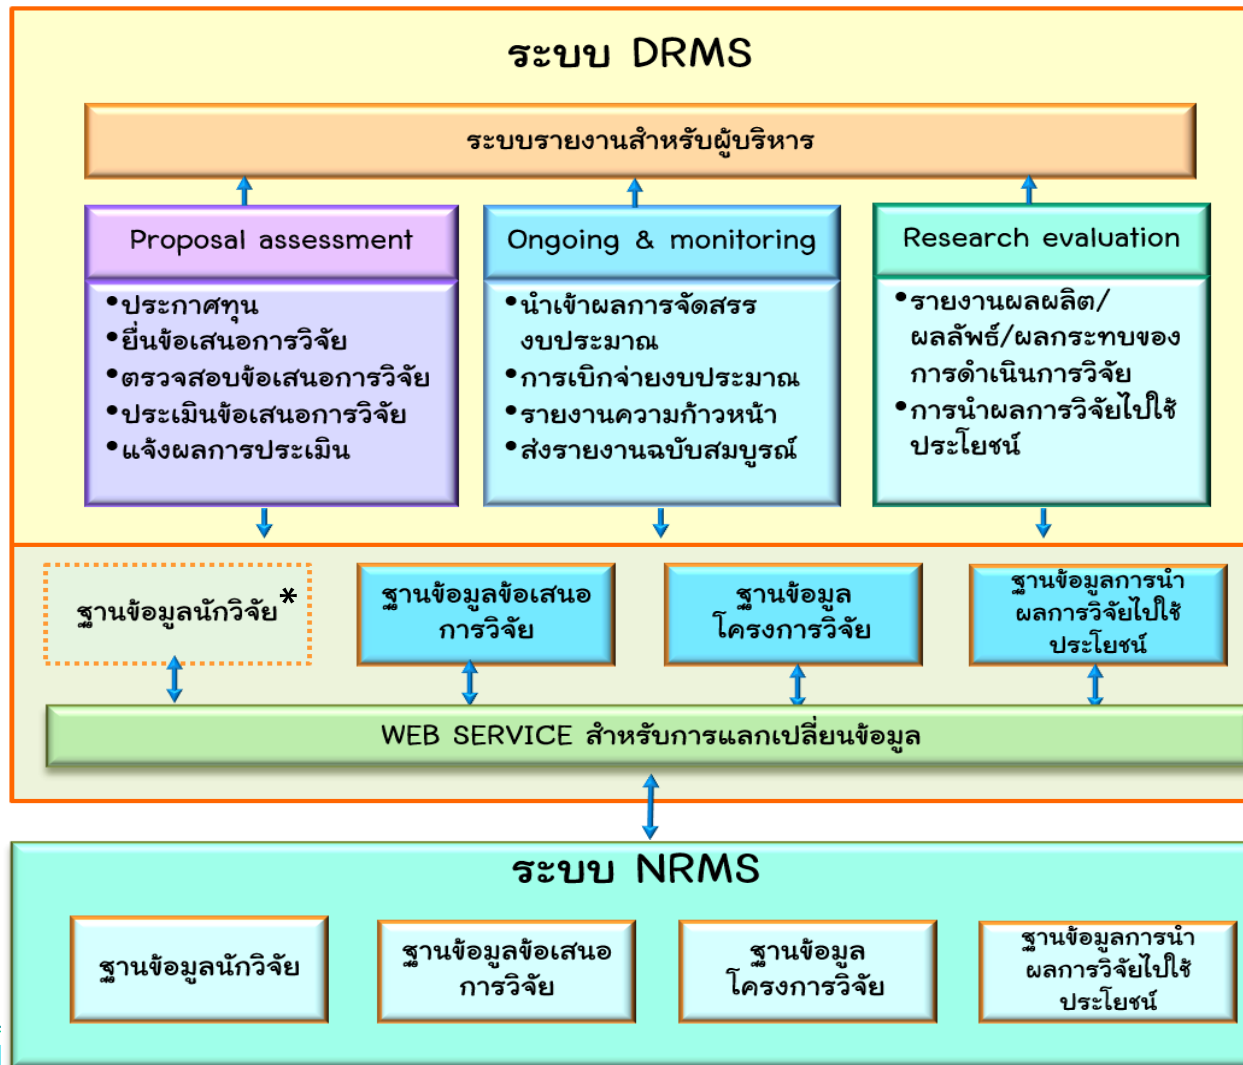 ระบบ DRMS
ระบบรายงานสำหรับผู้บริหาร
Proposal assessment
•ประกาศทุน
•ยื่นข้อเสนอการวิจัย
•ตรวจสอบข้อเสนอการวิจัย
•ประเมินข้อเสนอการวิจัย
•แจ้งผลการประเมิน
Ongoing & monitoring
•นำเข้าผลการจัดสรร
งบประมาณ
•การเบิกจ่ายงบประมาณ
•รายงานความก้าวหน้า
•ส่งรายงานฉบับสมบูรณ์
Research evaluation
•รายงานผลผลิต/
ผลลัพธ์/ผลกระทบของ
การดำเนินการวิจัย
•การนำผลการวิจัยไปใช้
ประโยชน์
ฐานข้อมูลนักวิจัย*
ฐานข้อมูลข้อเสนอ
การวิจัย
ฐานข้อมูล
โครงการวิจัย
ฐานข้อมูลการนำ
ผลการวิจัยไปใช้
ประโยชน์
WEB SERVICE สำหรับการแลกเปลี่ยนข้อมูล
ระบบ NRMS
ฐานข้อมูลนักวิจัย
ฐานข้อมูลข้อเสนอ
การวิจัย
ฐานข้อมูล
โครงการวิจัย
ฐานข้อมูลการนำ
ผลการวิจัยไปใช้
ประโยชน์